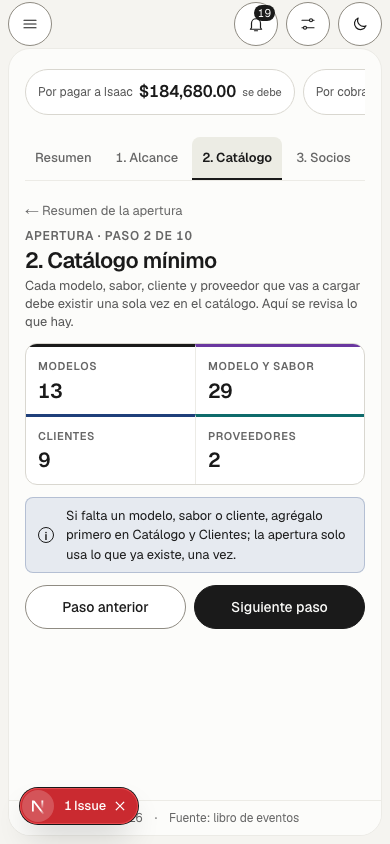 19
Por pagar a Isaac $184,680.00 se debe
Por cobra
Resumen 1. Alcance 2. Catálogo 3. Socios
← Resumen de la apertura
APERTURA · PASO 2 DE 10
2. Catálogo mínimo
Cada modelo, sabor, cliente y proveedor que vas a cargar
debe existir una sola vez en el catálogo. Aquí se revisa lo
que hay.
MODELOS
13
MODELO Y SABOR
29
CLIENTES
9
PROVEEDORES
2
Si falta un modelo, sabor o cliente, agrégalo
primero en Catálogo y Clientes; la apertura solo
usa lo que ya existe, una vez.
Paso anterior
Siguiente paso
N 1 Issue
26 · Fuente: libro de eventos